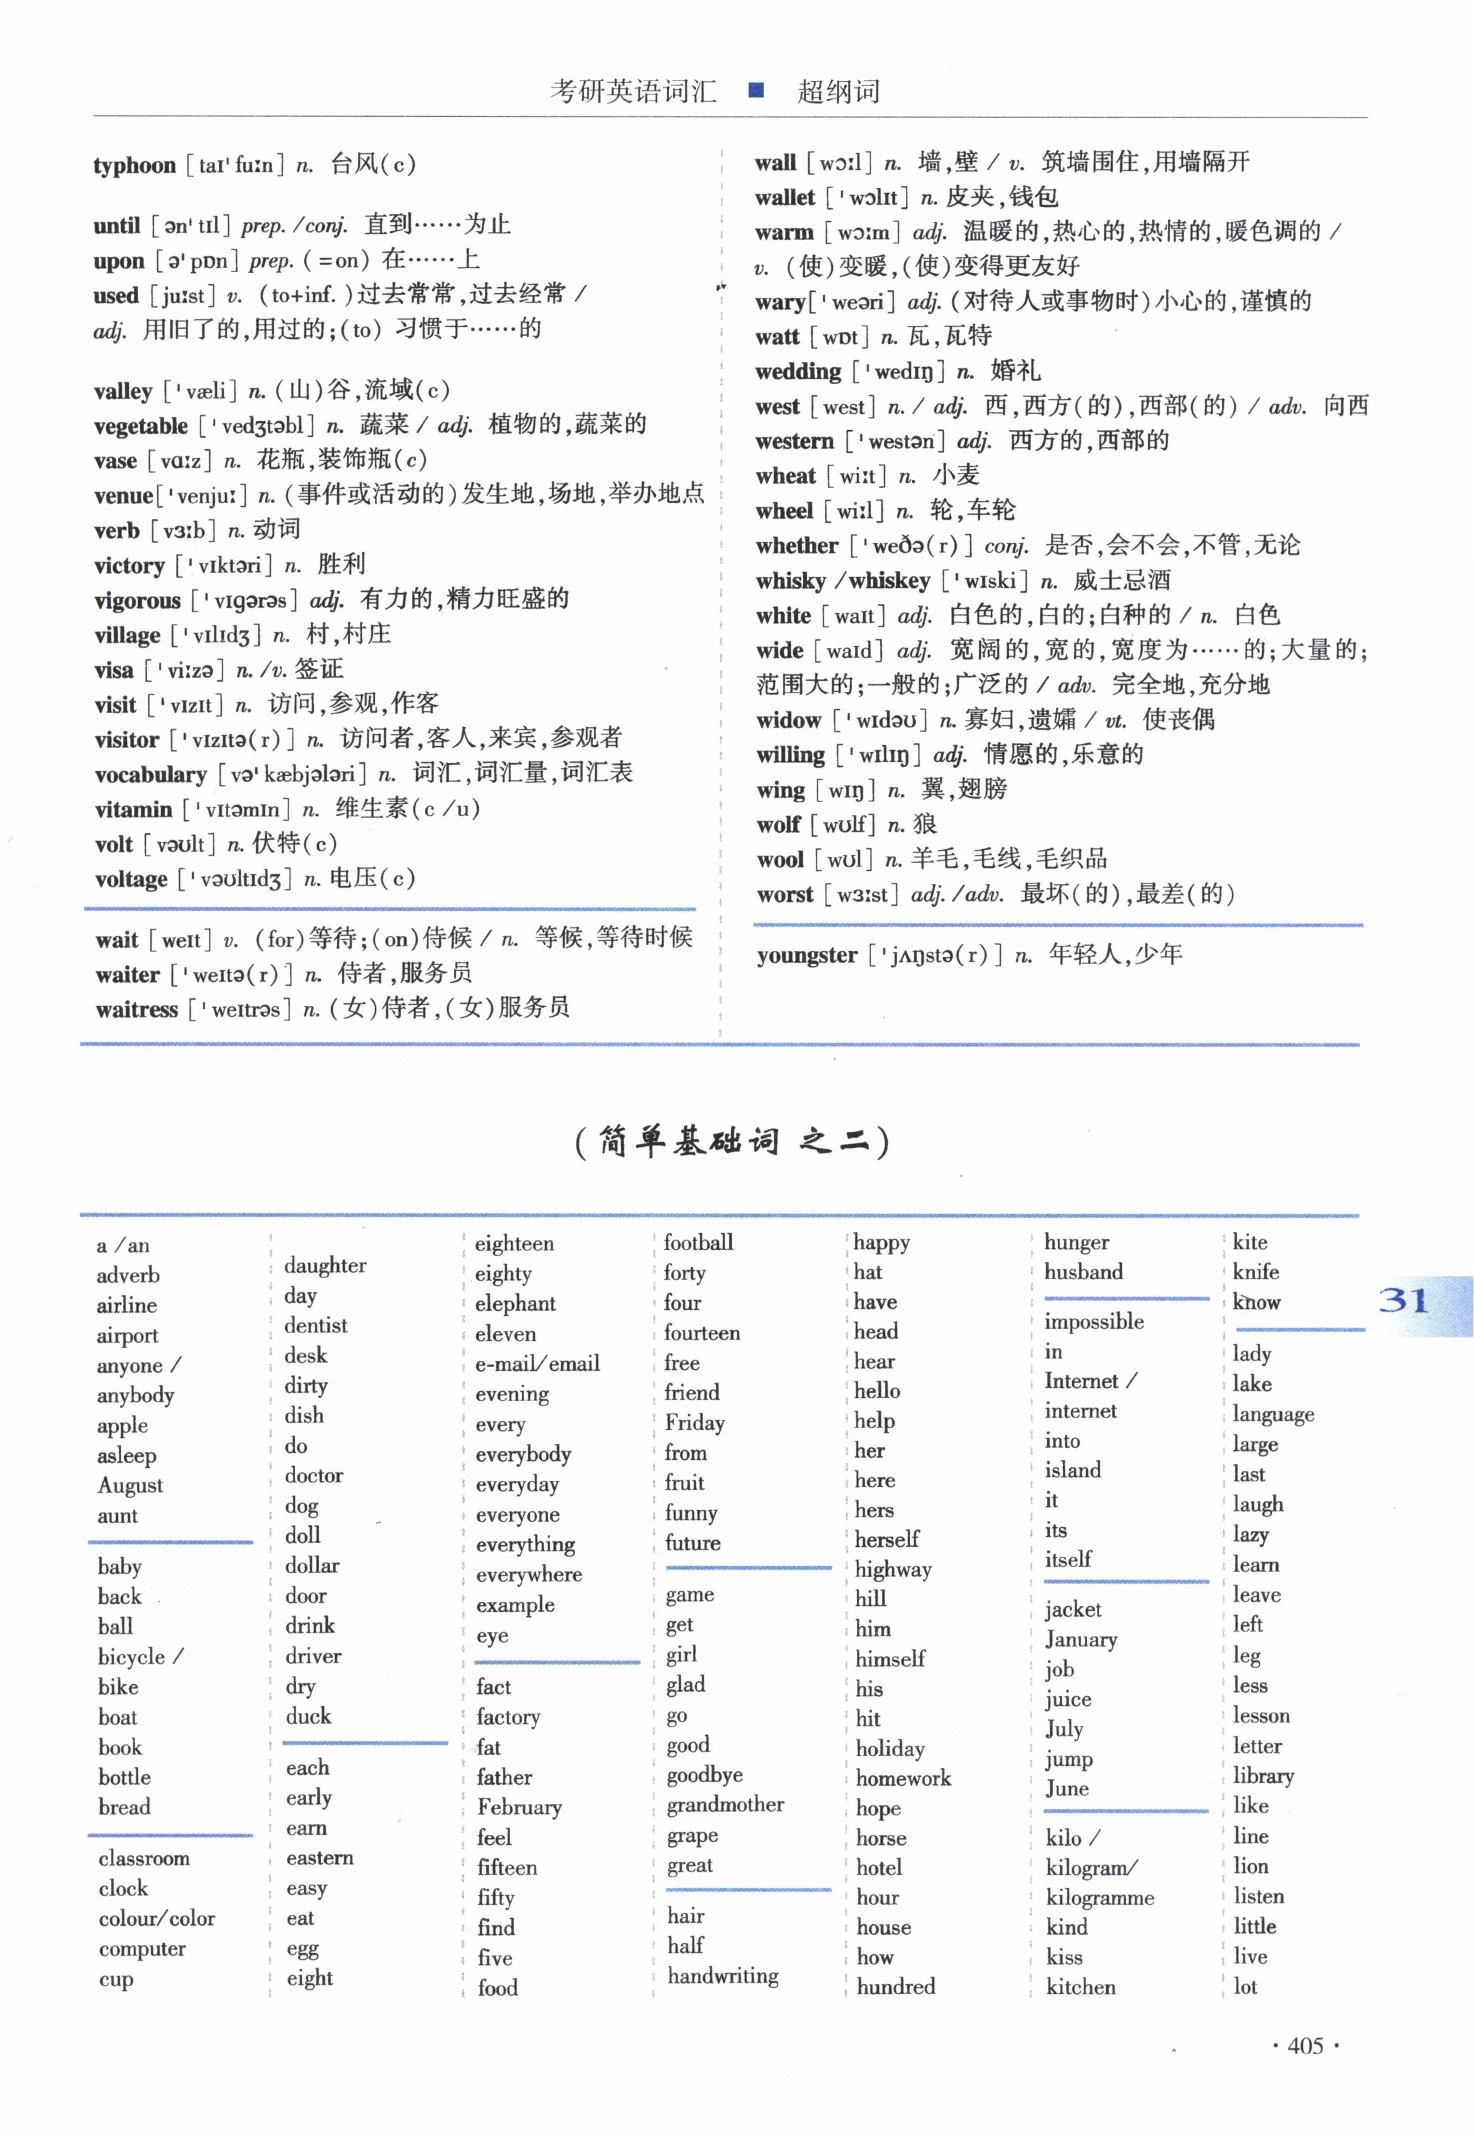 考研英语词汇 ■ 超纲词
typhoon [taɪˈfuːn] n. 台风(c)
until [ənˈtɪl] prep. /conj. 直到……为止
upon [əˈpɒn] prep. (=on) 在……上
used [juːst] v. (to+inf.)过去常常,过去经常 /
adj. 用旧了的,用过的;(to) 习惯于……的
valley [ˈvæli] n. (山)谷,流域(c)
vegetable [ˈvedʒtəbl] n. 蔬菜 / adj. 植物的,蔬菜的
vase [vɑːz] n. 花瓶,装饰瓶(c)
venue[ˈvenjuː] n. (事件或活动的)发生地,场地,举办地点
verb [vɜːb] n. 动词
victory [ˈvɪktəri] n. 胜利
vigorous [ˈvɪɡərəs] adj. 有力的,精力旺盛的
village [ˈvɪlɪdʒ] n. 村,村庄
visa [ˈviːzə] n. /v. 签证
visit [ˈvɪzɪt] n. 访问,参观,作客
visitor [ˈvɪzɪtə(r)] n. 访问者,客人,来宾,参观者
vocabulary [vəˈkæbjələri] n. 词汇,词汇量,词汇表
vitamin [ˈvɪtəmɪn] n. 维生素(c /u)
volt [vəʊlt] n. 伏特(c)
voltage [ˈvəʊltɪdʒ] n. 电压(c)
wait [weɪt] v. (for)等待;(on)侍候 / n. 等候,等待时候
waiter [ˈweɪtə(r)] n. 侍者,服务员
waitress [ˈweɪtrəs] n. (女)侍者,(女)服务员
wall [wɔːl] n. 墙,壁 / v. 筑墙围住,用墙隔开
wallet [ˈwɔlɪt] n. 皮夹,钱包
warm [wɔːm] adj. 温暖的,热心的,热情的,暖色调的 /
v. (使)变暖,(使)变得更友好
wary[ˈweəri] adj. (对待人或事物时)小心的,谨慎的
watt [wɒt] n. 瓦,瓦特
wedding [ˈwedɪŋ] n. 婚礼
west [west] n. / adj. 西,西方(的),西部(的) / adv. 向西
western [ˈwestən] adj. 西方的,西部的
wheat [wiːt] n. 小麦
wheel [wiːl] n. 轮,车轮
whether [ˈweðə(r)] conj. 是否,会不会,不管,无论
whisky /whiskey [ˈwɪski] n. 威士忌酒
white [waɪt] adj. 白色的,白的;白种的 / n. 白色
wide [waɪd] adj. 宽阔的,宽的,宽度为……的;大量的;
范围大的;一般的;广泛的 / adv. 完全地,充分地
widow [ˈwɪdəʊ] n. 寡妇,遗孀 / vt. 使丧偶
willing [ˈwɪlɪŋ] adj. 情愿的,乐意的
wing [wɪŋ] n. 翼,翅膀
wolf [wʊlf] n. 狼
wool [wʊl] n. 羊毛,毛线,毛织品
worst [wɜːst] adj. /adv. 最坏(的),最差(的)
youngster [ˈjʌŋstə(r)] n. 年轻人,少年
(简单基础词 之二)
a /an
adverb
airline
airport
anyone /
anybody
apple
asleep
August
aunt
baby
back
ball
bicycle /
bike
boat
book
bottle
bread
classroom
clock
colour/color
computer
cup
daughter
day
dentist
desk
dirty
dish
do
doctor
dog
doll
dollar
door
drink
driver
dry
duck
each
early
earn
eastern
easy
eat
egg
eight
eighteen
eighty
elephant
eleven
e-mail/email
evening
every
everybody
everyday
everyone
everything
everywhere
example
eye
fact
factory
fat
father
February
feel
fifteen
fifty
find
five
food
football
forty
four
fourteen
free
friend
Friday
from
fruit
funny
future
game
get
girl
glad
go
good
goodbye
grandmother
grape
great
hair
half
handwriting
happy
hat
have
head
hear
hello
help
her
here
hers
herself
highway
hill
him
himself
his
hit
holiday
homework
hope
horse
hotel
hour
house
how
hundred
hunger
husband
impossible
in
Internet /
internet
into
island
it
its
itself
jacket
January
job
juice
July
jump
June
kilo /
kilogram/
kilogramme
kind
kiss
kitchen
kite
knife
know
lady
lake
language
large
last
laugh
lazy
learn
leave
left
leg
less
lesson
letter
library
like
line
lion
listen
little
live
lot
31
· 405 ·